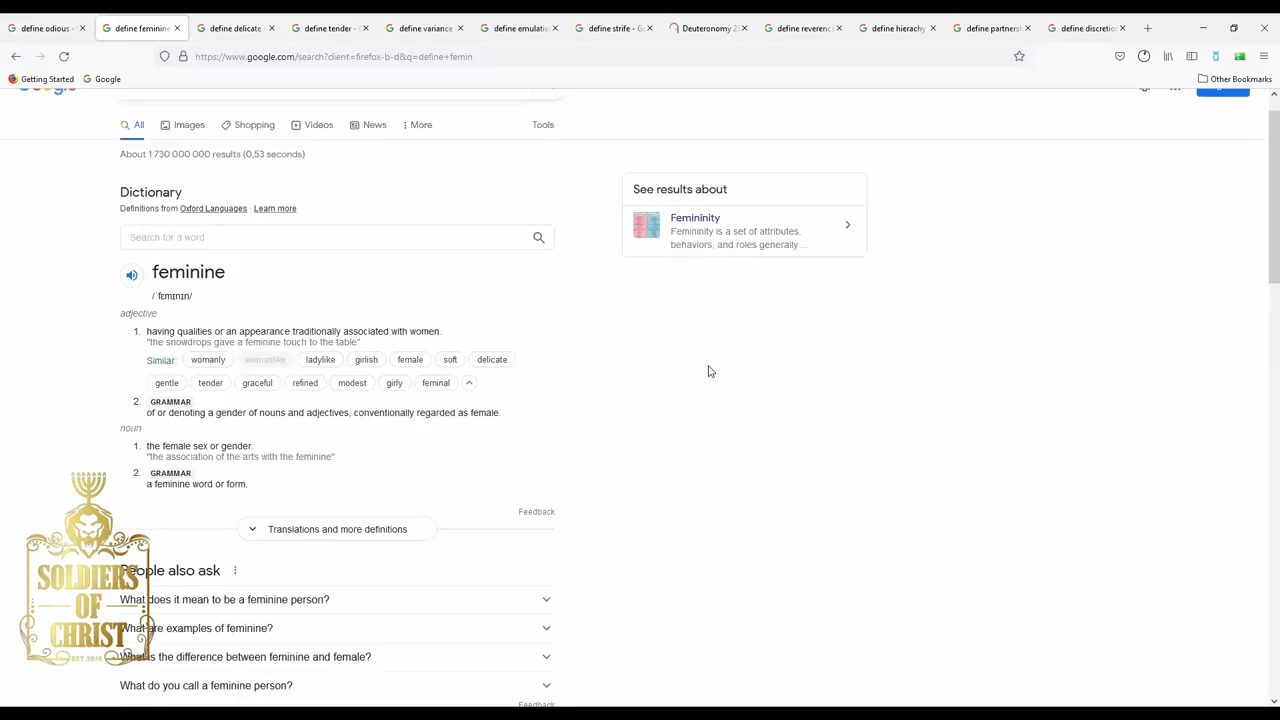 define odious -
define feminine
define delicate
define tender -
define variance
define emulation
define strife - Go
Deuteronomy 2
define reverence
define hierarchy
define partnersh
define discretion
https://www.google.com/search?client=firefox-b-d&q=define+femin
Getting Started
Google
Other Bookmarks
All
Images
Shopping
Videos
News
More
Tools
About 1 730 000 000 results (0,53 seconds)
Dictionary
Definitions from Oxford Languages · Learn more
Search for a word
feminine
/ˈfɛmɪnɪn/
adjective
1. having qualities or an appearance traditionally associated with women.
"the snowdrops gave a feminine touch to the table"
Similar: womanly womanlike ladylike girlish female soft delicate
gentle tender graceful refined modest girly feminal
2. GRAMMAR
of or denoting a gender of nouns and adjectives, conventionally regarded as female.
noun
1. the female sex or gender.
"the association of the arts with the feminine"
2. GRAMMAR
a feminine word or form.
Feedback
Translations and more definitions
People also ask
What does it mean to be a feminine person?
What are examples of feminine?
What is the difference between feminine and female?
What do you call a feminine person?
Feedback
See results about
Femininity
Femininity is a set of attributes,
behaviors, and roles generally ...
SOLDIERS
OF
CHRIST